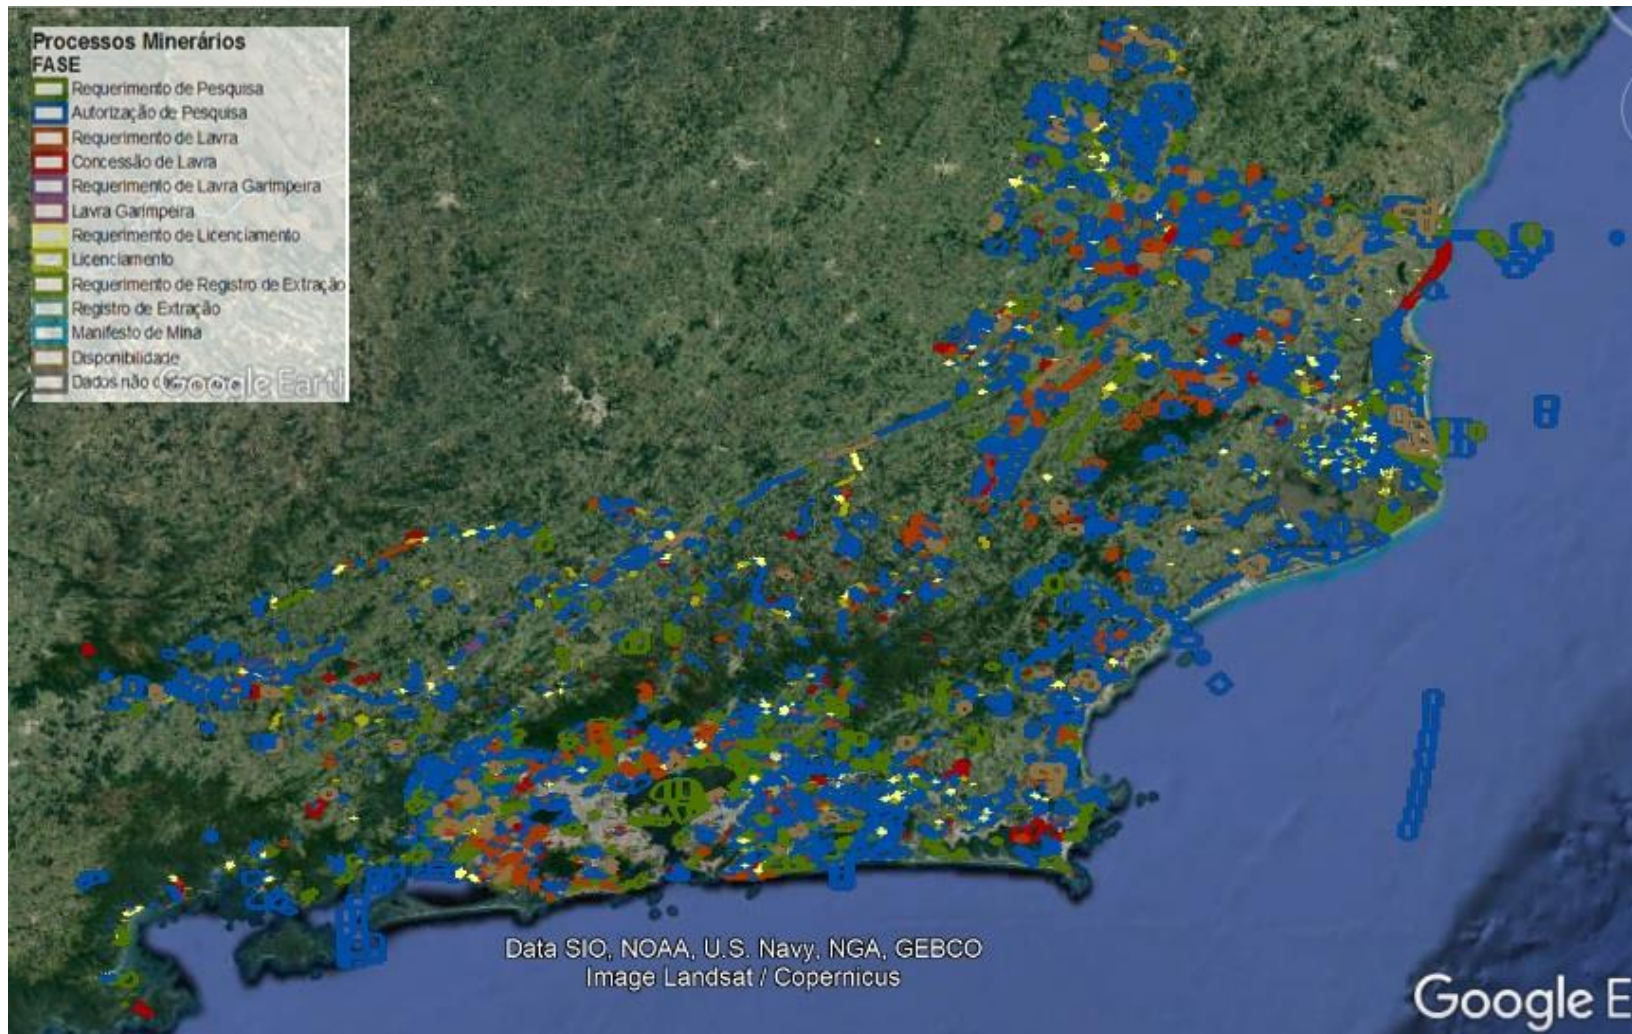 Processos Minerários
FASE
Requerimento de Pesquisa
Autorização de Pesquisa
Requerimento de Lavra
Concessão de Lavra
Requerimento de Lavra Garimpeira
Lavra Garimpeira
Requerimento de Licenciamento
Licenciamento
Requerimento de Registro de Extração
Registro de Extração
Manifesto de Mina
Disponibilidade
Dados não
Google Earth
Data SIO, NOAA, U.S. Navy, NGA, GEBCO
Image Landsat / Copernicus
Google E